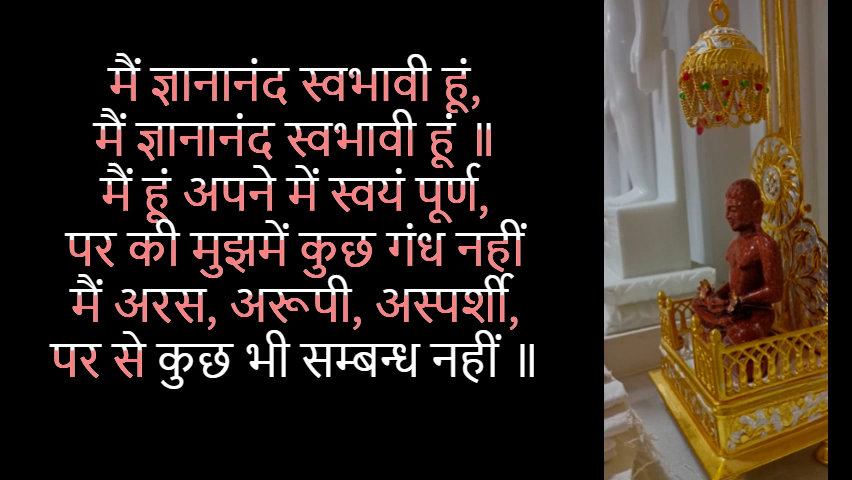 मैं ज्ञानानंद स्वभावी हूं,
मैं ज्ञानानंद स्वभावी हूं ॥
मैं हूं अपने में स्वयं पूर्ण,
पर की मुझमें कुछ गंध नहीं
मैं अरस, अरूपी, अस्पर्शी,
पर से कुछ भी सम्बन्ध नहीं ॥